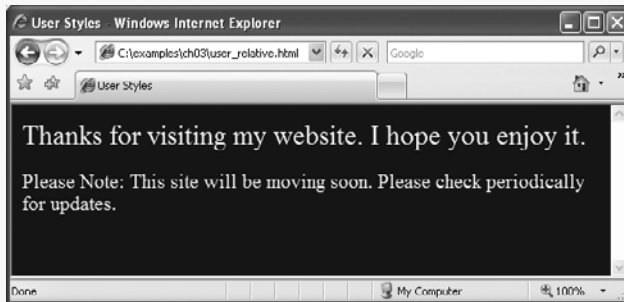 User Styles - Windows Internet Explorer
C:\examples\ch03\user_relative.html
Google
User Styles
Thanks for visiting my website. I hope you enjoy it.
Please Note: This site will be moving soon. Please check periodically
for updates.
Done
My Computer
100%